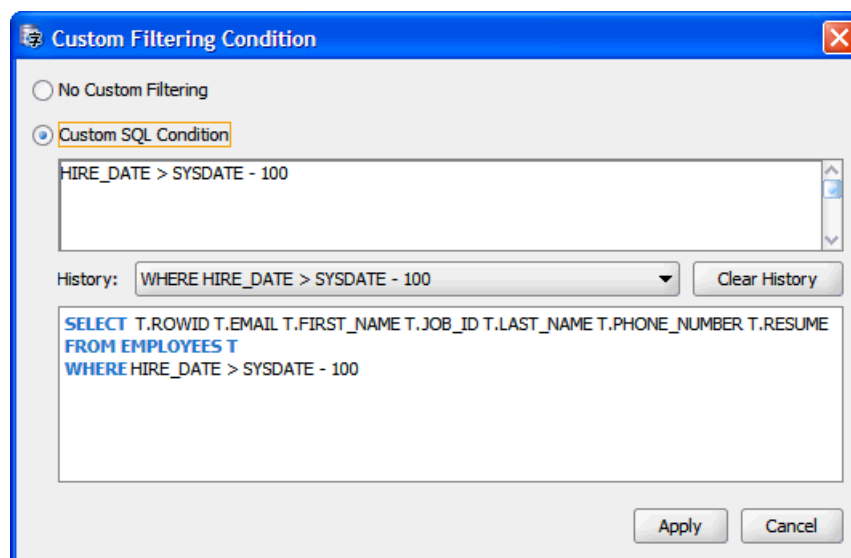 Custom Filtering Condition
No Custom Filtering
Custom SQL Condition
HIRE_DATE > SYSDATE - 100
History: WHERE HIRE_DATE > SYSDATE - 100 Clear History
SELECT T.ROWID T.EMAIL T.FIRST_NAME T.JOB_ID T.LAST_NAME T.PHONE_NUMBER T.RESUME
FROM EMPLOYEES T
WHERE HIRE_DATE > SYSDATE - 100
Apply Cancel